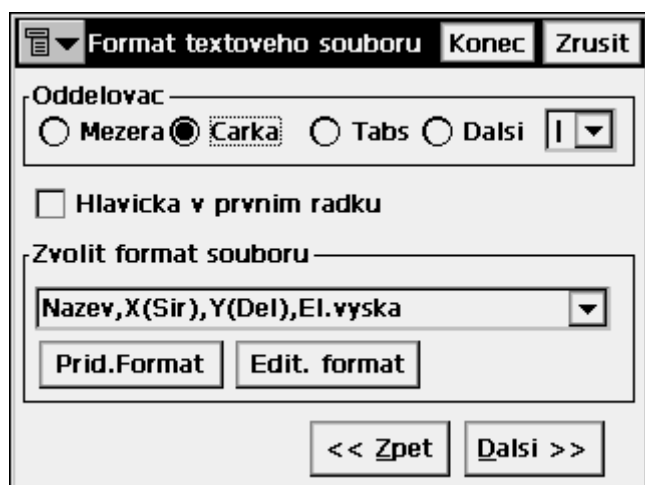 Format textoveho souboru Konec Zrusit
Oddelovac
Mezera Carka Tabs Dalsi |
Hlavicka v prvnim radku
Zvolit format souboru
Nazev,X(Sir),Y(Del),El.vyska
Prid.Format Edit. format
<< Zpet Dalsi >>